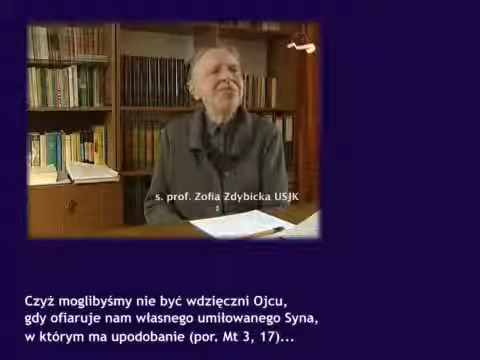 s. prof. Zofia Zdybicka USJK
Czyż moglibyśmy nie być wdzięczni Ojcu,
gdy ofiaruje nam własnego umiłowanego Syna,
w którym ma upodobanie (por. Mt 3, 17)...